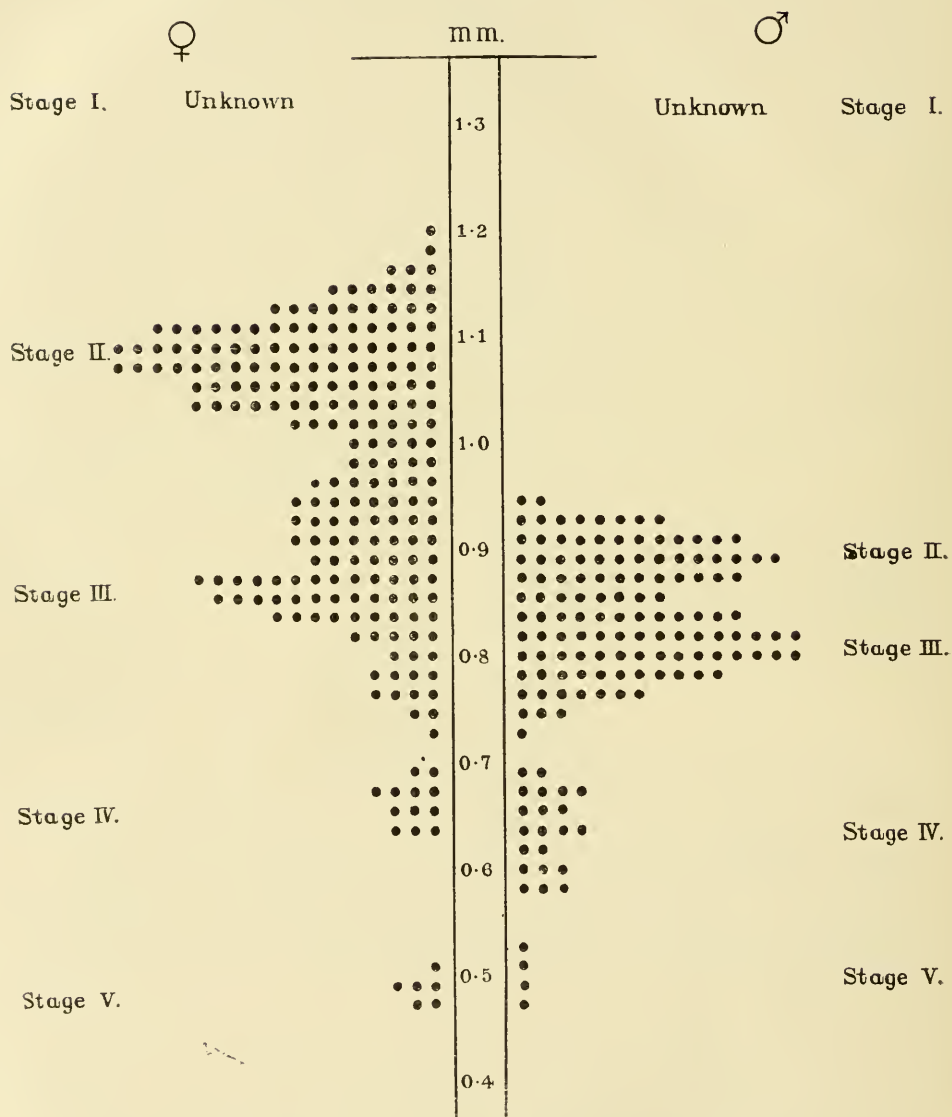 ♀ mm. ♂
Stage I. Unknown
Unknown Stage I.
1·3
1·2
1·1
Stage II.
1·0
0·9
Stage II.
Stage III.
Stage III.
0·8
0·7
Stage IV.
Stage IV.
0·6
0·5
Stage V.
Stage V.
0·4